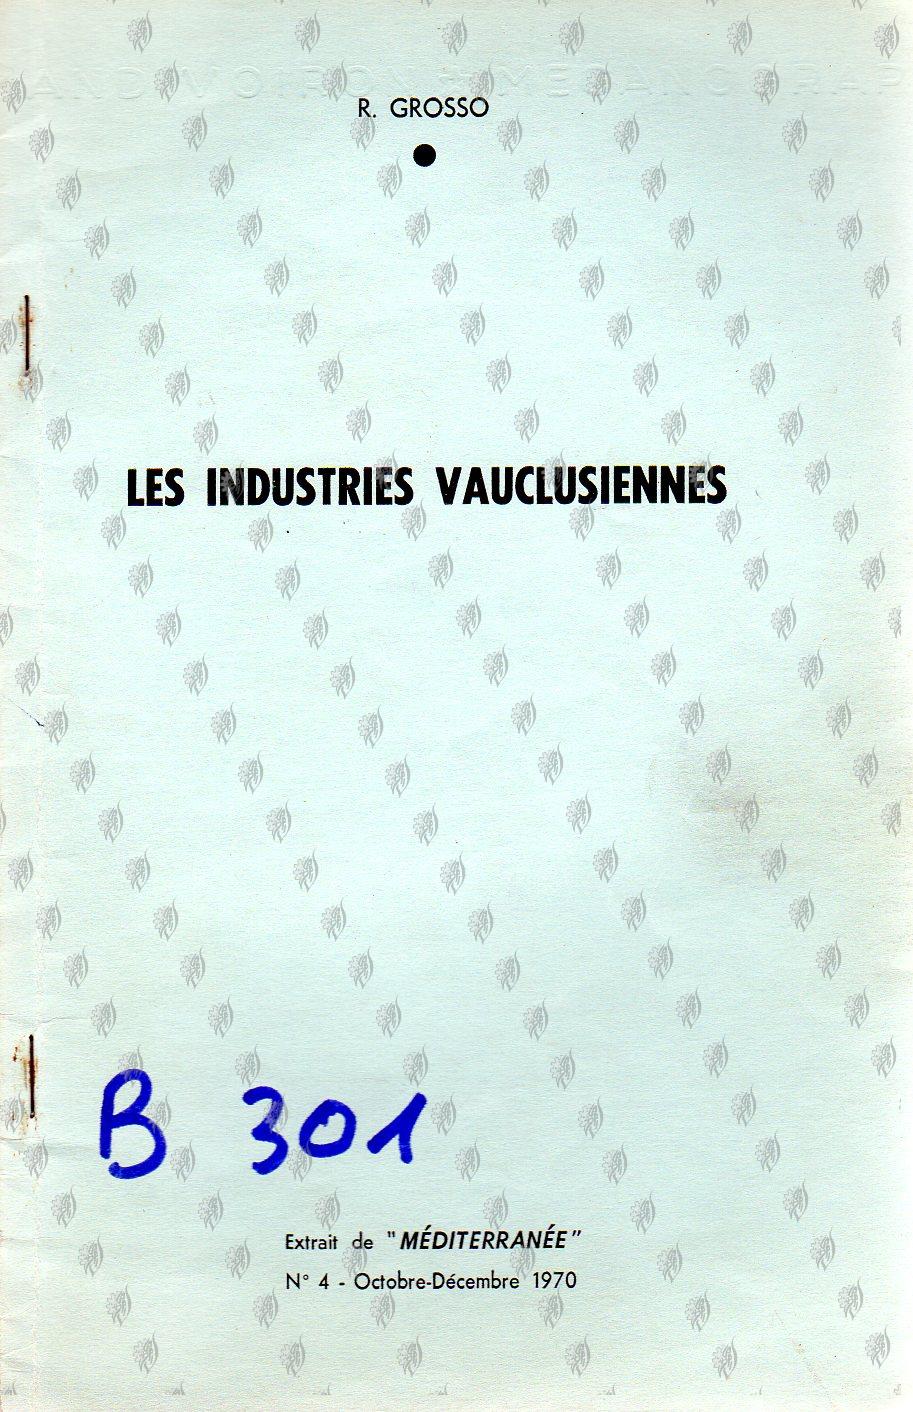 R. GROSSO
LES INDUSTRIES VAUCLUSIENNES
B 301
Extrait de "MÉDITERRANÉE"
N° 4 - Octobre-Décembre 1970